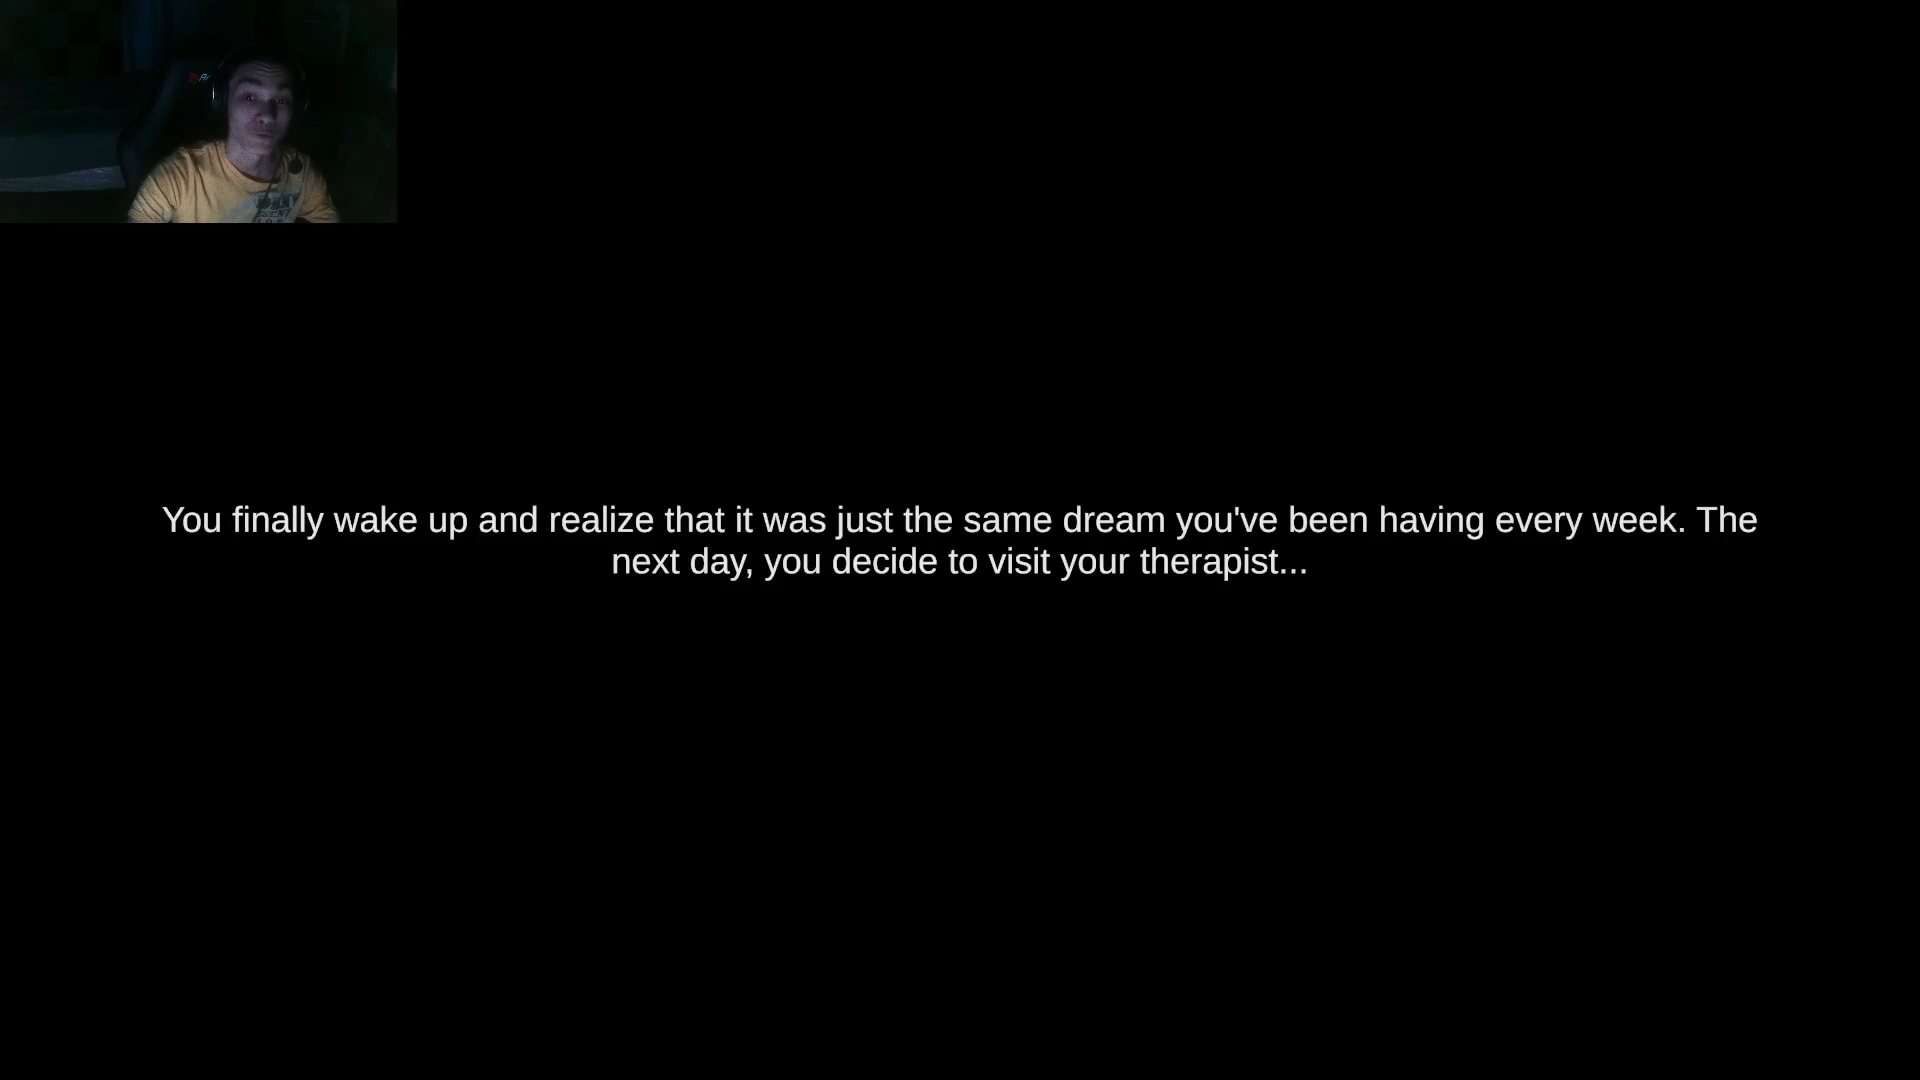 You finally wake up and realize that it was just the same dream you've been having every week. The
next day, you decide to visit your therapist...